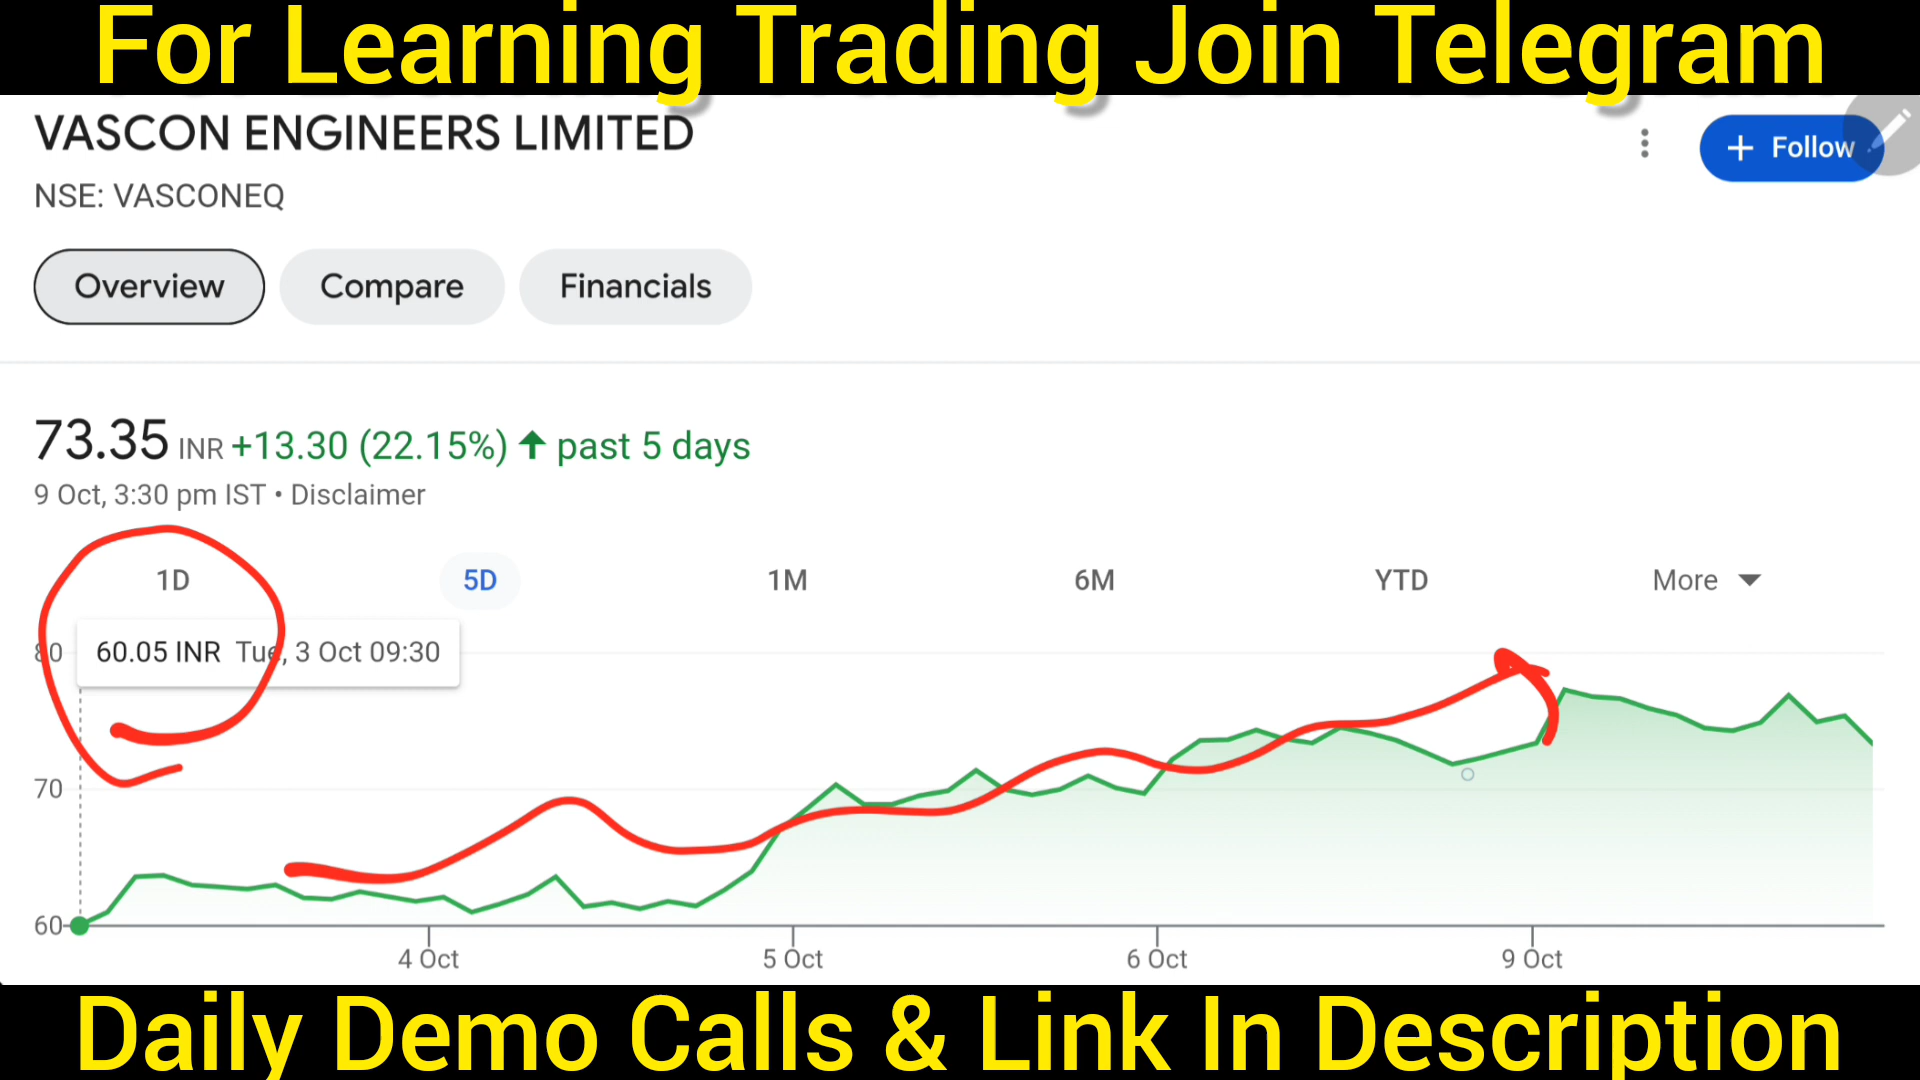 For Learning Trading Join Telegram
VASCON ENGINEERS LIMITED
+ Follow
NSE: VASCONEQ
Overview Compare Financials
73.35 INR +13.30 (22.15%) ↑ past 5 days
9 Oct, 3:30 pm IST • Disclaimer
1D 5D 1M 6M YTD More
80 60.05 INR Tue, 3 Oct 09:30
70
60
4 Oct 5 Oct 6 Oct 9 Oct
Daily Demo Calls & Link In Description